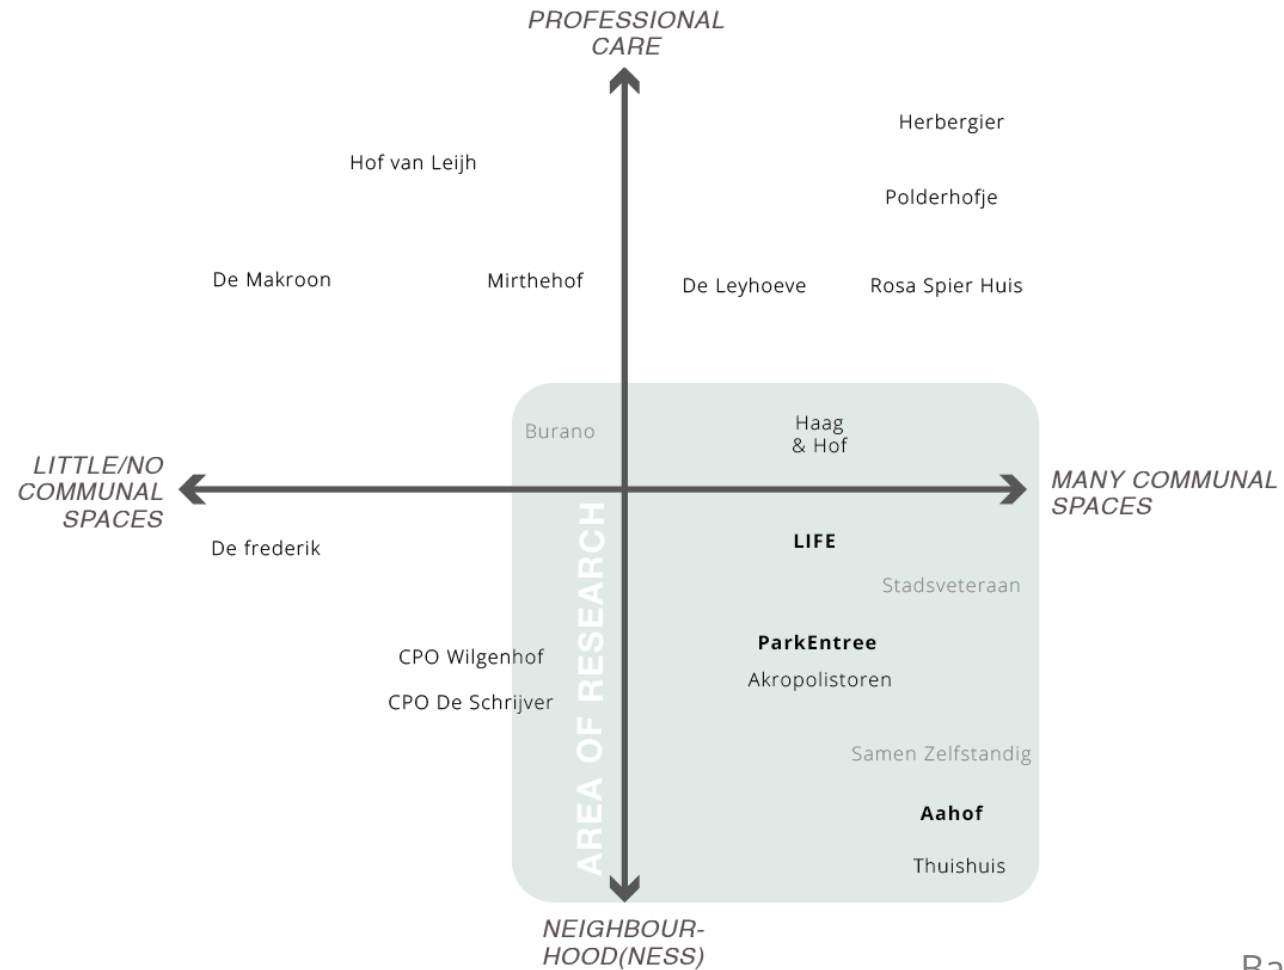 PROFESSIONAL
CARE
Herbergier
Hof van Leijh
Polderhofje
De Makroon
Mirthehof
De Leyhoeve
Rosa Spier Huis
Burano
Haag
& Hof
LITTLE/NO
COMMUNAL
SPACES
MANY COMMUNAL
SPACES
AREA OF RESEARCH
De frederik
LIFE
Stadsveteraan
ParkEntree
CPO Wilgenhof
Akropolistoren
CPO De Schrijver
Samen Zelfstandig
Aahof
Thuishuis
NEIGHBOUR-
HOOD(NESS)